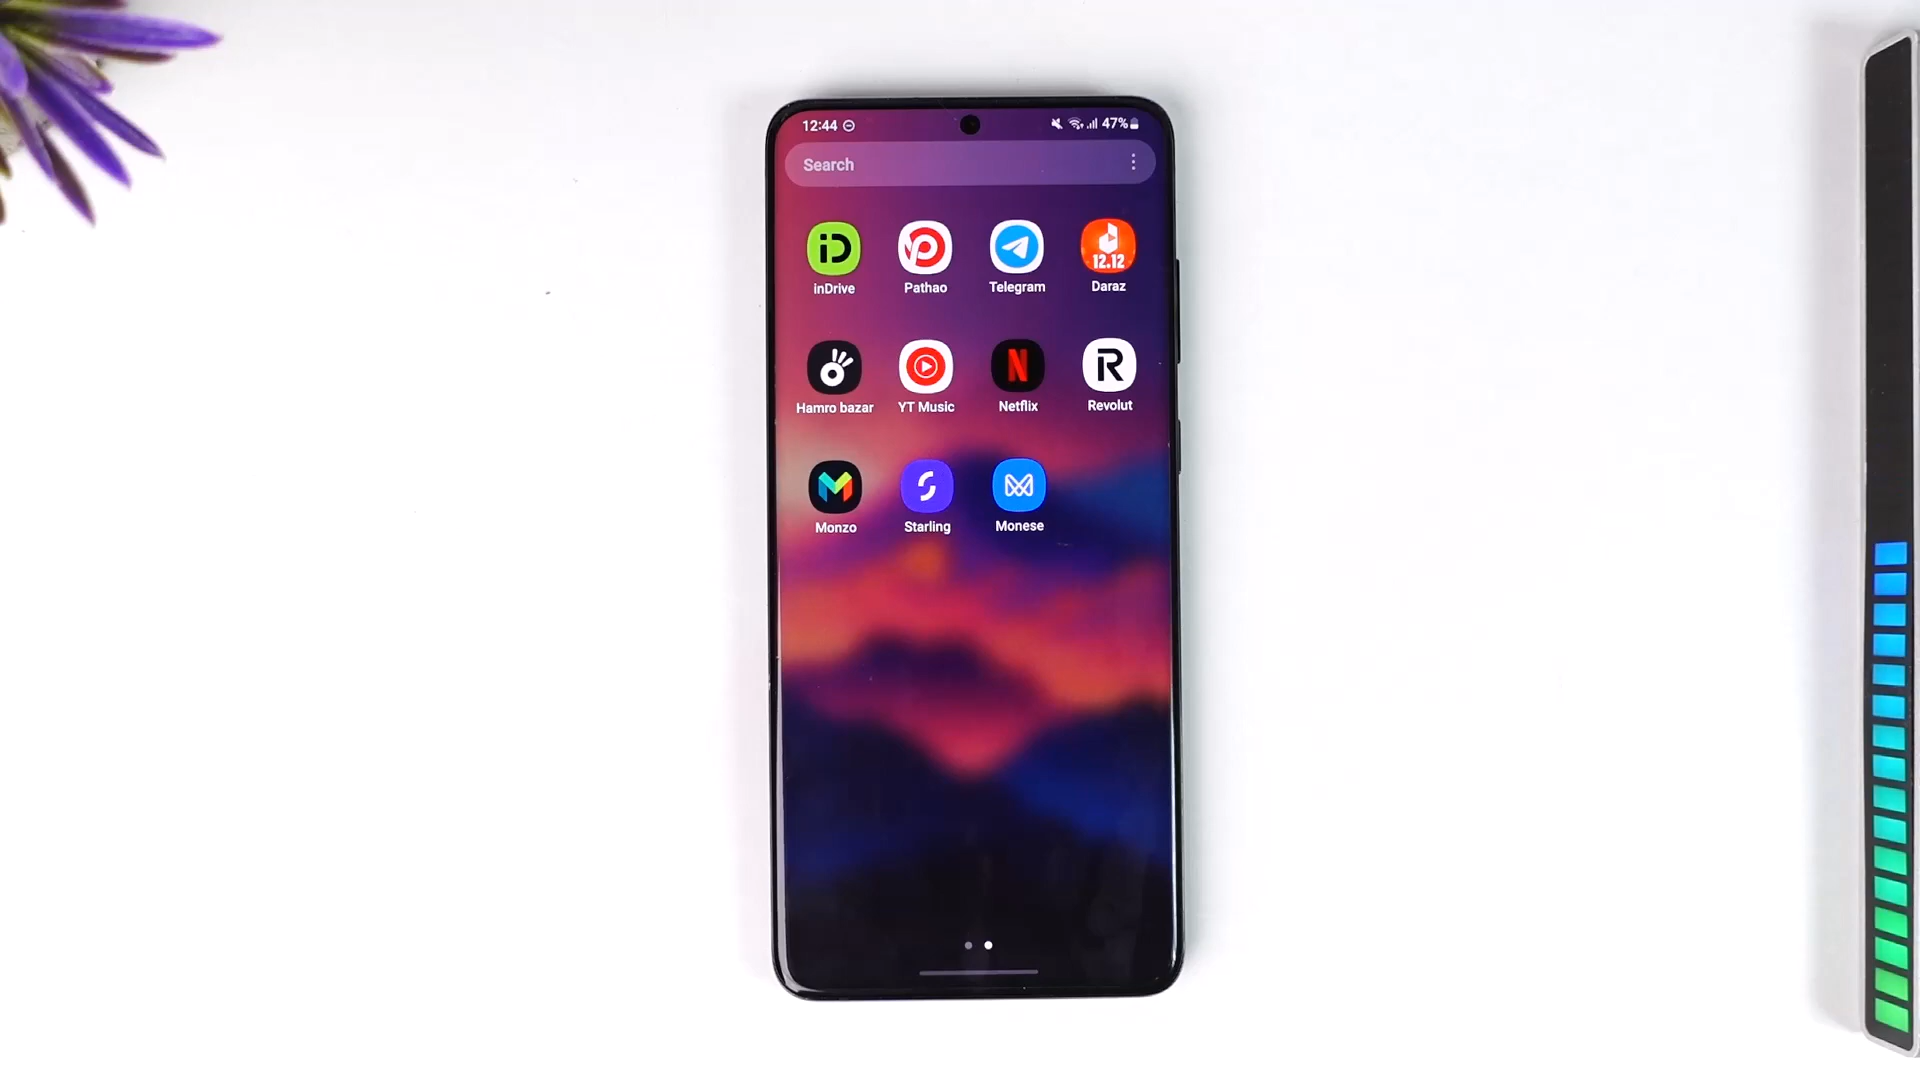 12:44 47%
Search
iD P 12.12
inDrive Pathao Telegram Daraz
N R
Hamro bazar YT Music Netflix Revolut
M S
Monzo Starling Monese